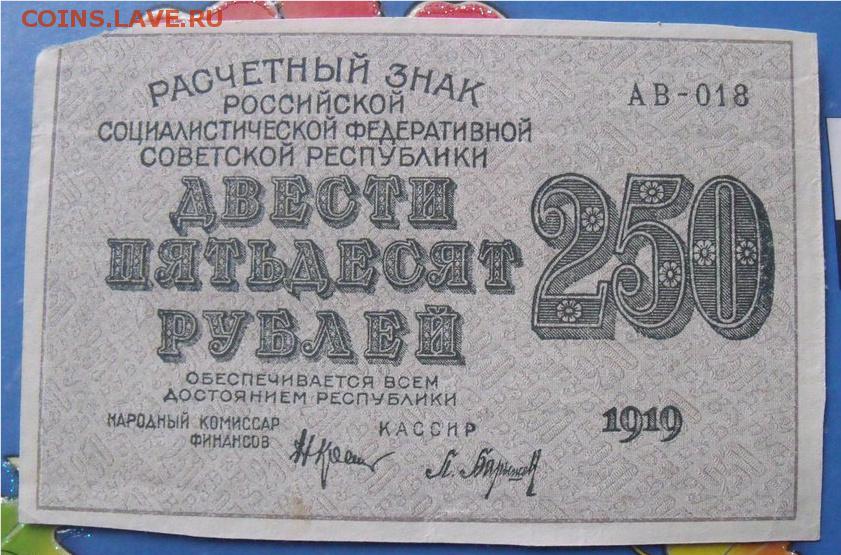 COINS.LAVE.RU
РАСЧЕТНЫЙ ЗНАК
РОССИЙСКОЙ
СОЦИАЛИСТИЧЕСКОЙ ФЕДЕРАТИВНОЙ
СОВЕТСКОЙ РЕСПУБЛИКИ
АВ-018
ДВЕСТИ
ПЯТЬДЕСЯТ
РУБЛЕЙ
250
ОБЕСПЕЧИВАЕТСЯ ВСЕМ
ДОСТОЯНИЕМ РЕСПУБЛИКИ
НАРОДНЫЙ КОМИССАР
ФИНАНСОВ
КАССИР
1919